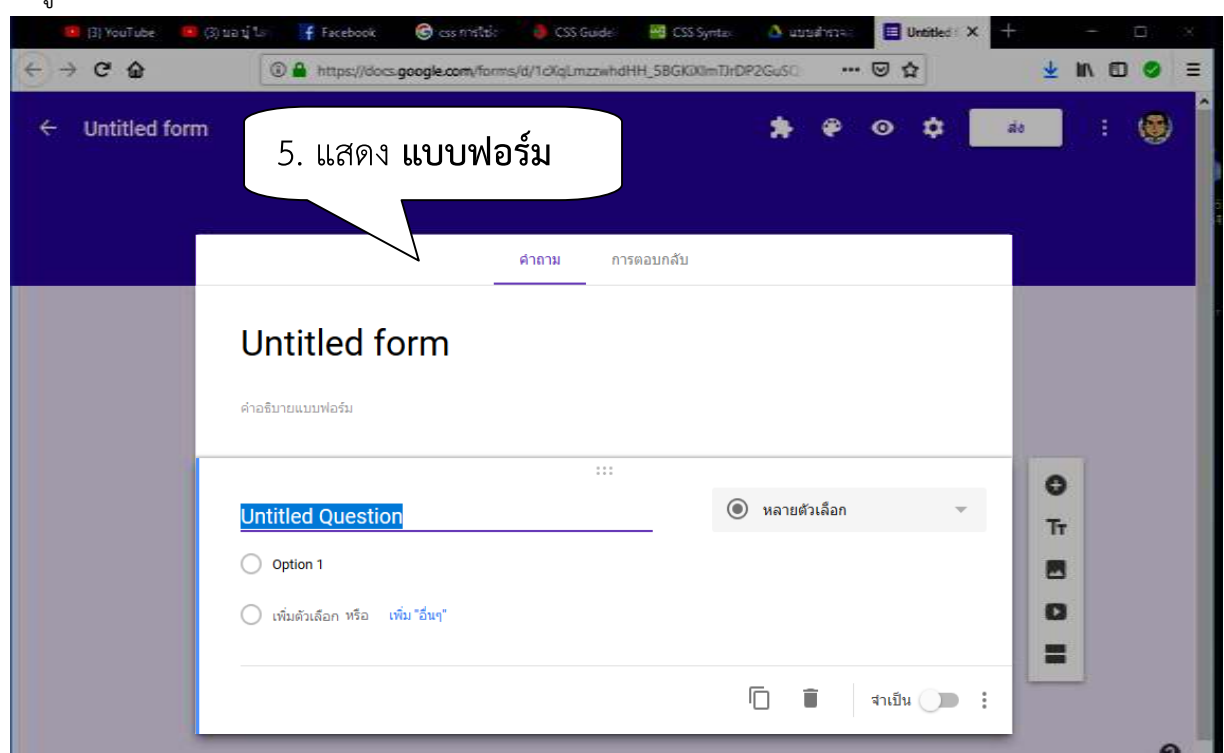 [3] YouTube
Facebook
CSS Guide
CSS Syntax
Untitled
https://docs.google.com/forms/d/
Untitled form
ส่ง
5. แสดง แบบฟอร์ม
คำถาม การตอบกลับ
Untitled form
คำอธิบายแบบฟอร์ม
Untitled Question
หลายตัวเลือก
Option 1
เพิ่มตัวเลือก หรือ เพิ่ม "อื่นๆ"
จำเป็น